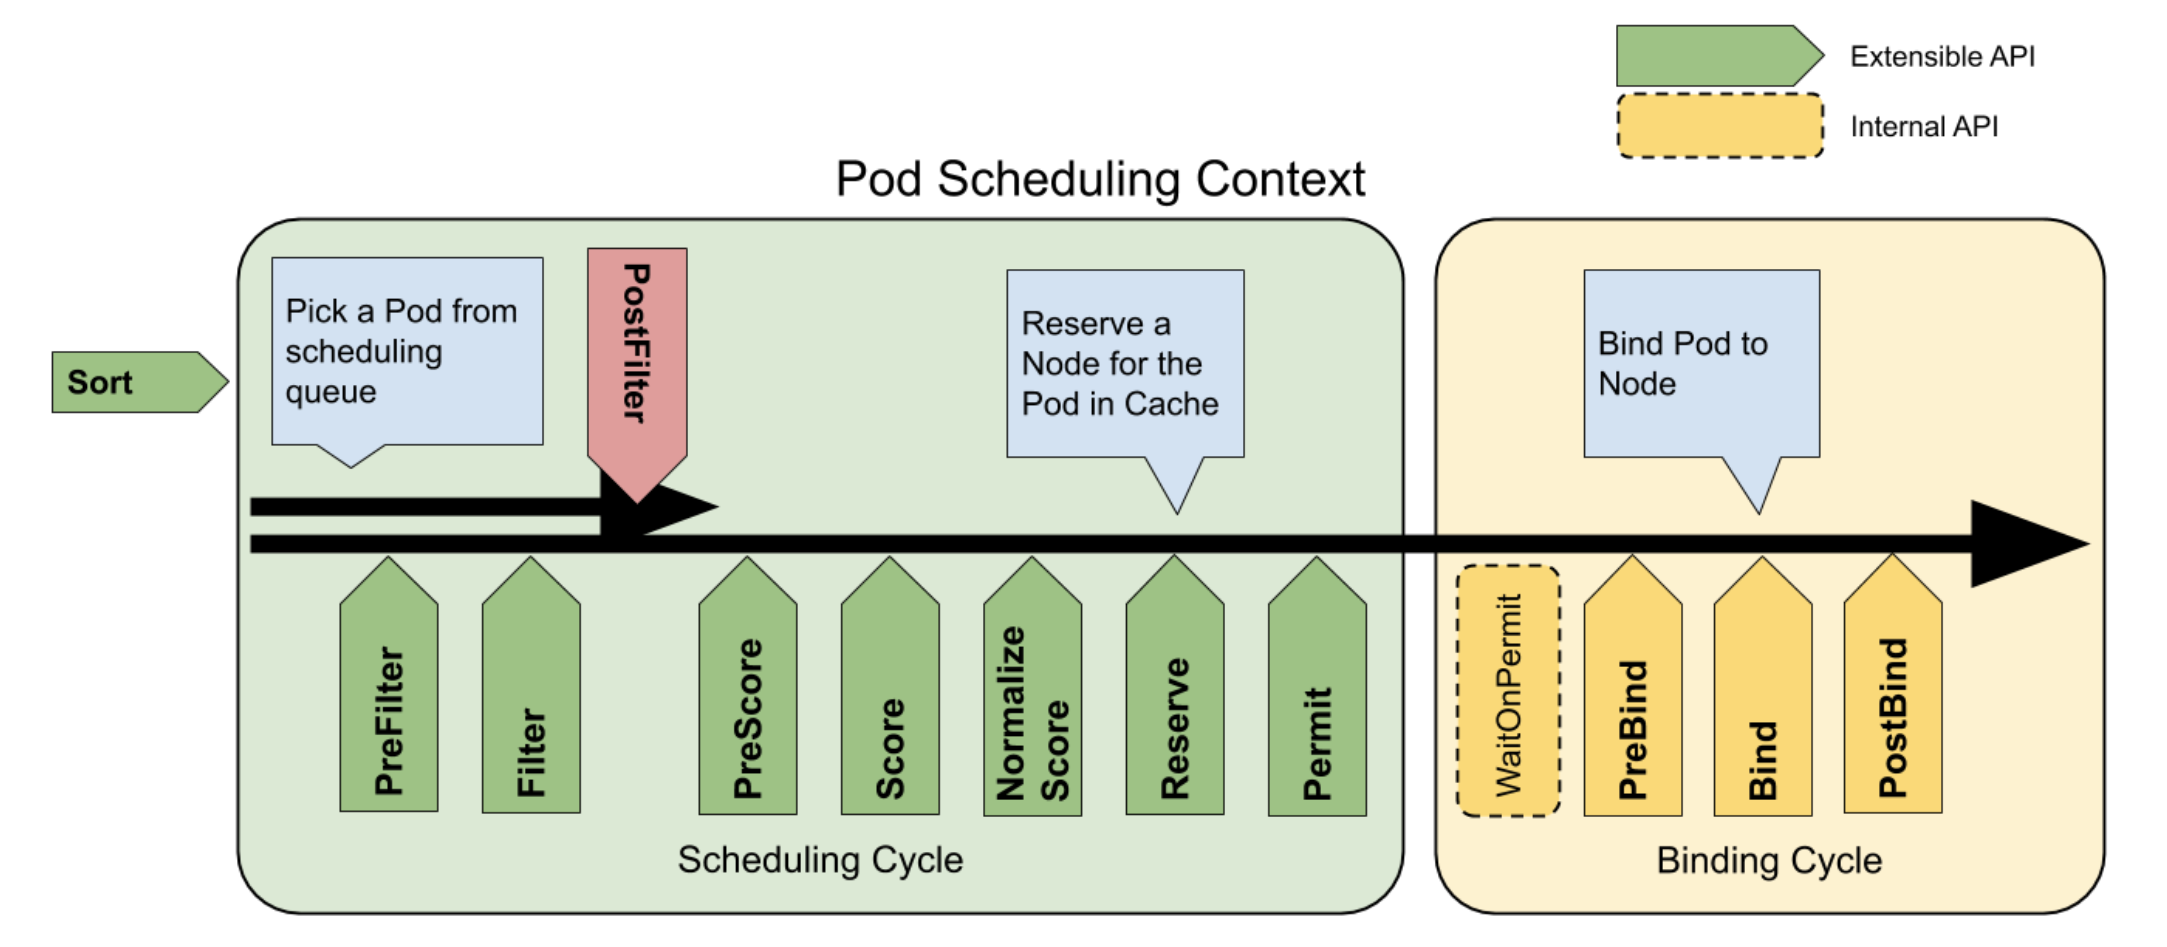 Extensible API
Internal API
Pod Scheduling Context
Sort
Pick a Pod from
scheduling
queue
PostFilter
Reserve a
Node for the
Pod in Cache
Bind Pod to
Node
PreFilter
Filter
PreScore
Score
Normalize
Score
Reserve
Permit
WaitOnPermit
PreBind
Bind
PostBind
Scheduling Cycle
Binding Cycle